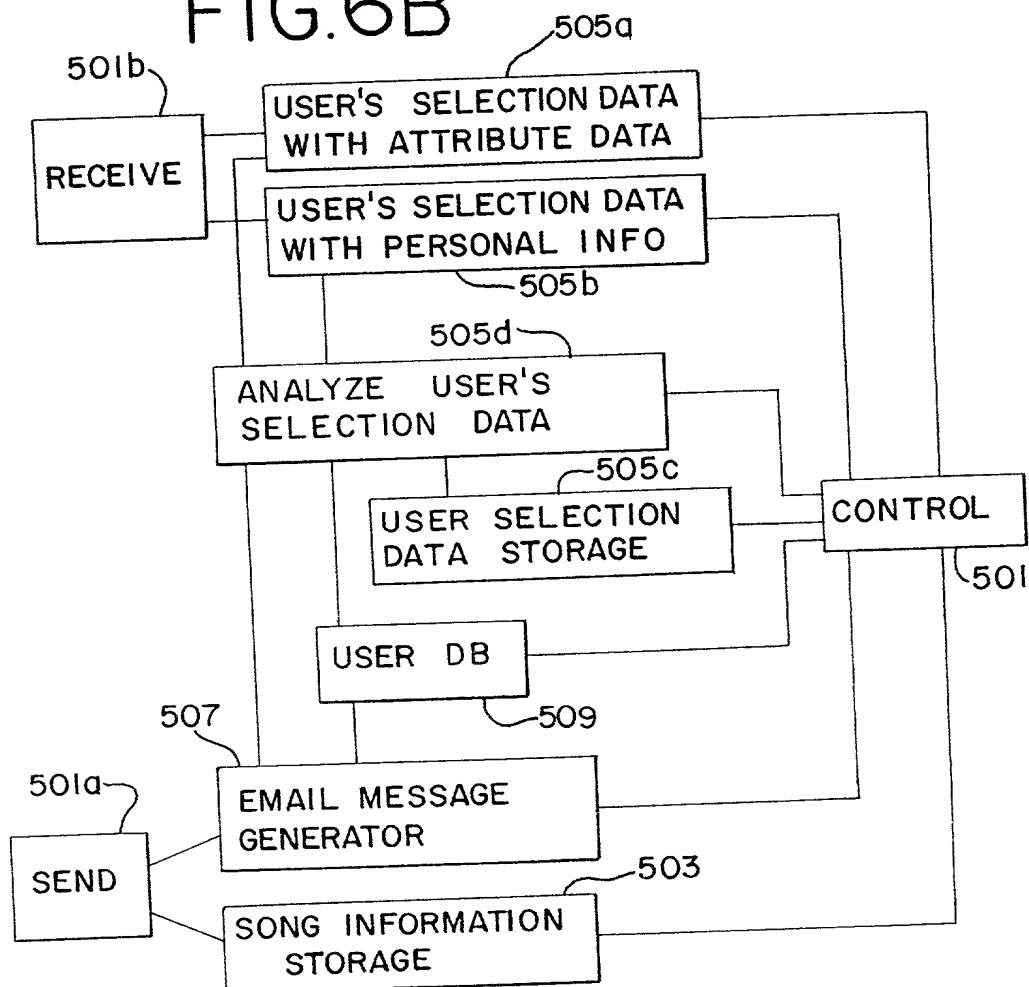 FIG.6B
505a
501b
USER'S SELECTION DATA
WITH ATTRIBUTE DATA
RECEIVE
USER'S SELECTION DATA
WITH PERSONAL INFO
505b
505d
ANALYZE USER'S
SELECTION DATA
505c
USER SELECTION
DATA STORAGE
CONTROL
501
USER DB
509
507
501a
EMAIL MESSAGE
GENERATOR
SEND
503
SONG INFORMATION
STORAGE